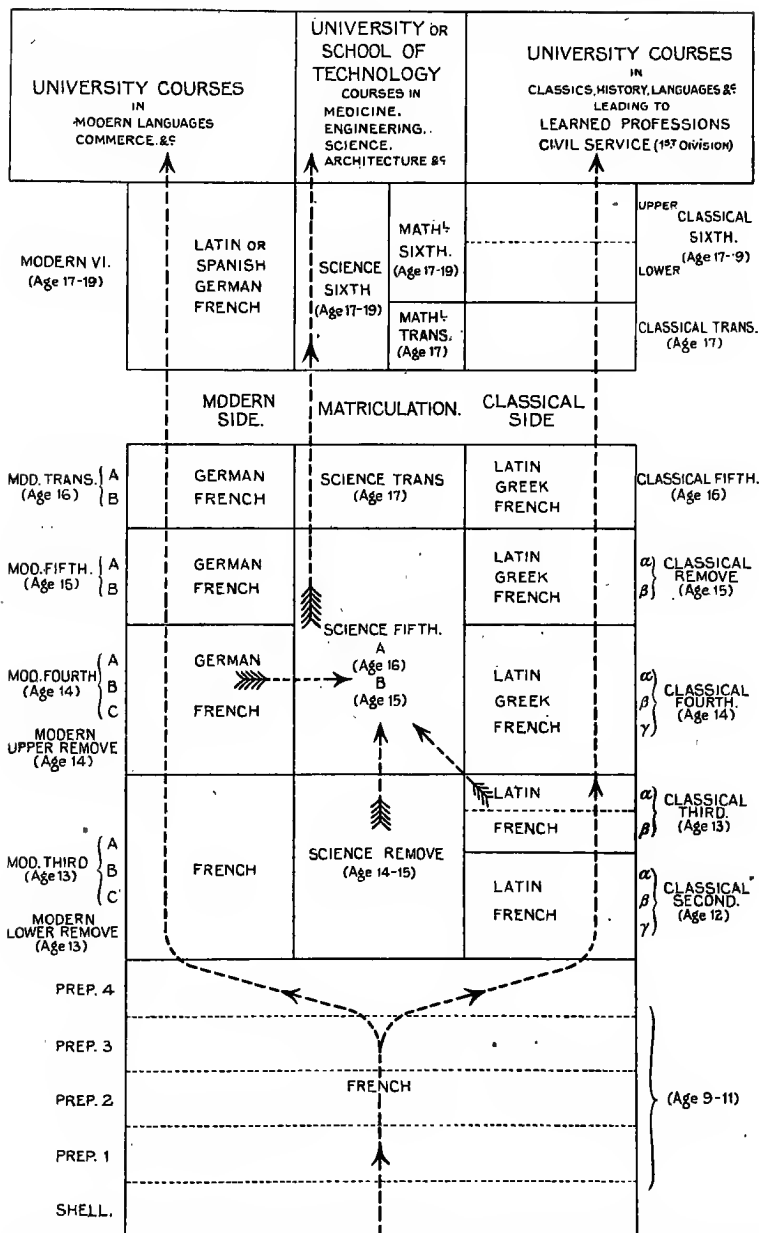 UNIVERSITY COURSES
IN
MODERN LANGUAGES
COMMERCE. &c
UNIVERSITY OR
SCHOOL OF
TECHNOLOGY
COURSES IN
MEDICINE.
ENGINEERING.
SCIENCE.
ARCHITECTURE &c
UNIVERSITY COURSES
IN
CLASSICS, HISTORY, LANGUAGES &c
LEADING TO
LEARNED PROFESSIONS
CIVIL SERVICE (1ST DIVISION)
MODERN VI.
(Age 17-19)
LATIN OR
SPANISH
GERMAN
FRENCH
SCIENCE
SIXTH
(Age 17-19)
MATHL
SIXTH.
(Age 17-19)
MATHL
TRANS.
(Age 17)
UPPER
LOWER
CLASSICAL
SIXTH.
(Age 17-9)
CLASSICAL TRANS.
(Age 17)
MODERN
SIDE.
MATRICULATION.
CLASSICAL
SIDE
MOD. TRANS.
(Age 16)
A
B
GERMAN
FRENCH
SCIENCE TRANS
(Age 17)
LATIN
GREEK
FRENCH
CLASSICAL FIFTH.
(Age 16)
MOD. FIFTH.
(Age 15)
A
B
GERMAN
FRENCH
LATIN
GREEK
FRENCH
α
β
CLASSICAL
REMOVE
(Age 15)
SCIENCE FIFTH.
A
(Age 16)
B
(Age 15)
MOD. FOURTH
(Age 14)
A
B
C
MODERN
UPPER REMOVE
(Age 14)
GERMAN
FRENCH
LATIN
GREEK
FRENCH
α
β
γ
CLASSICAL
FOURTH.
(Age 14)
LATIN
FRENCH
α
β
CLASSICAL
THIRD.
(Age 13)
MOD. THIRD
(Age 13)
A
B
C
MODERN
LOWER REMOVE
(Age 13)
FRENCH
SCIENCE REMOVE
(Age 14-15)
LATIN
FRENCH
α
β
γ
CLASSICAL
SECOND.
(Age 12)
PREP. 4
PREP. 3
FRENCH
PREP. 2
(Age 9-11)
PREP. 1
SHELL.